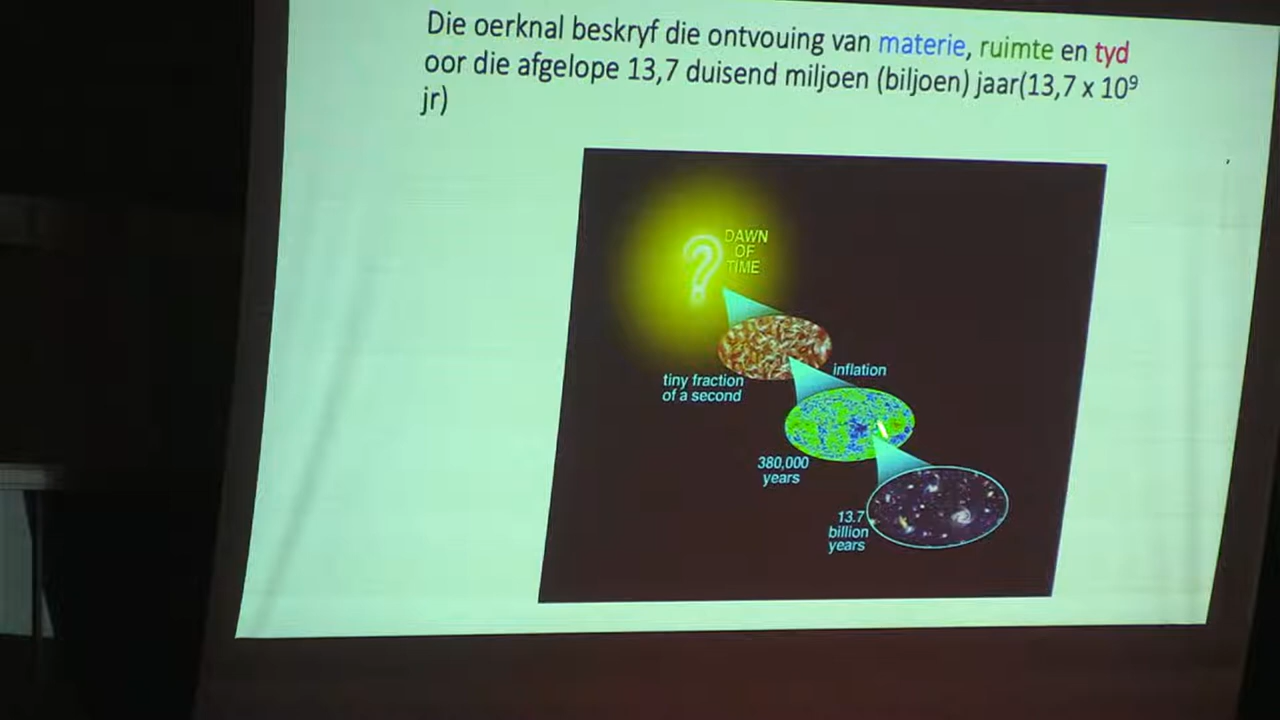 Die oerknal beskryf die ontvouing van materie, ruimte en tyd
oor die afgelope 13,7 duisend miljoen (biljoen) jaar(13,7 x 10⁹
jr)
?
DAWN
OF
TIME
tiny fraction
of a second
inflation
380,000
years
13.7
billion
years